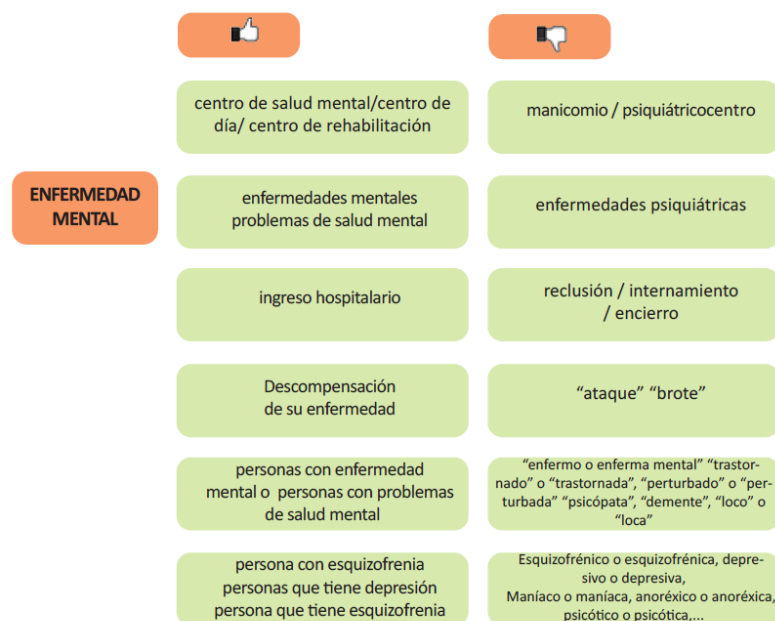 centro de salud mental/centro de
día/ centro de rehabilitación
manicomio / psiquiátricocentro
ENFERMEDAD
MENTAL
enfermedades mentales
problemas de salud mental
enfermedades psiquiátricas
ingreso hospitalario
reclusión / internamiento
/ encierro
Descompensación
de su enfermedad
“ataque” “brote”
personas con enfermedad
mental o personas con problemas
de salud mental
“enfermo o enferma mental” “trastor-
nado” o “trastornada”, “perturbado” o “per-
turbada” “psicópata”, “demente”, “loco” o
“loca”
persona con esquizofrenia
personas que tiene depresión
persona que tiene esquizofrenia
Esquizofrénico o esquizofrénica, depre-
sivo o depresiva,
Maníaco o maníaca, anoréxico o anoréxica,
psicótico o psicótica,...